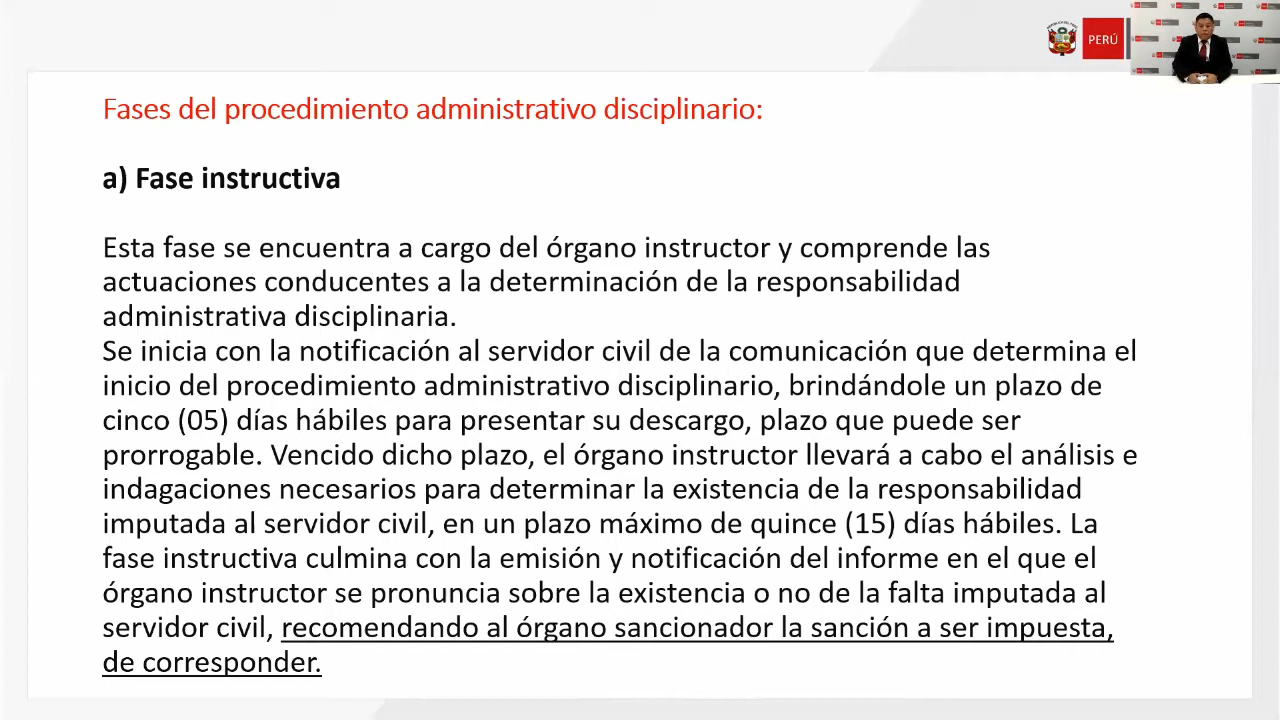 PERÚ
Fases del procedimiento administrativo disciplinario:
a) Fase instructiva
Esta fase se encuentra a cargo del órgano instructor y comprende las
actuaciones conducentes a la determinación de la responsabilidad
administrativa disciplinaria.
Se inicia con la notificación al servidor civil de la comunicación que determina el
inicio del procedimiento administrativo disciplinario, brindándole un plazo de
cinco (05) días hábiles para presentar su descargo, plazo que puede ser
prorrogable. Vencido dicho plazo, el órgano instructor llevará a cabo el análisis e
indagaciones necesarios para determinar la existencia de la responsabilidad
imputada al servidor civil, en un plazo máximo de quince (15) días hábiles. La
fase instructiva culmina con la emisión y notificación del informe en el que el
órgano instructor se pronuncia sobre la existencia o no de la falta imputada al
servidor civil, recomendando al órgano sancionador la sanción a ser impuesta,
de corresponder.